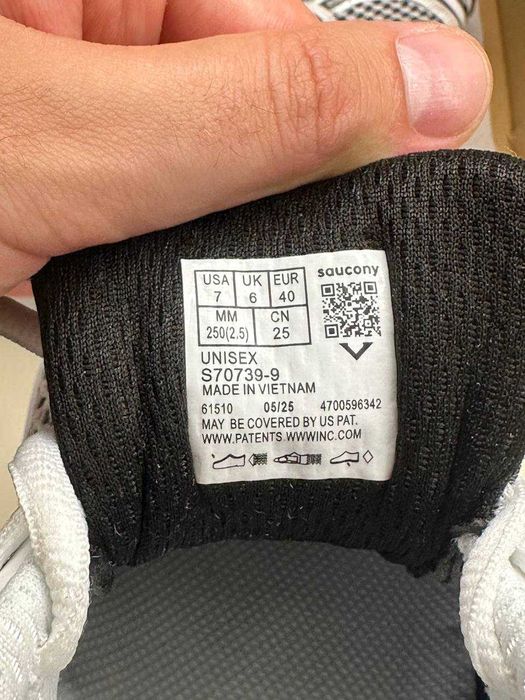 saucony
USA UK EUR
7 6 40
MM CN
250(2.5) 25
UNISEX
S70739-9
MADE IN VIETNAM
61510 05/25 4700596342
MAY BE COVERED BY US PAT.
WWW.PATENTS.WWWINC.COM